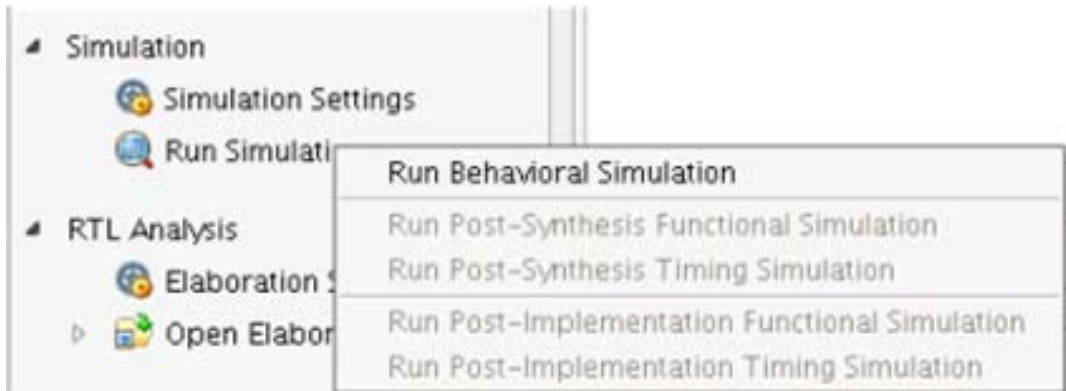 Simulation
Simulation Settings
Run Simulati
Run Behavioral Simulation
Run Post-Synthesis Functional Simulation
Run Post-Synthesis Timing Simulation
Run Post-Implementation Functional Simulation
Run Post-Implementation Timing Simulation
RTL Analysis
Elaboration S
Open Elabor